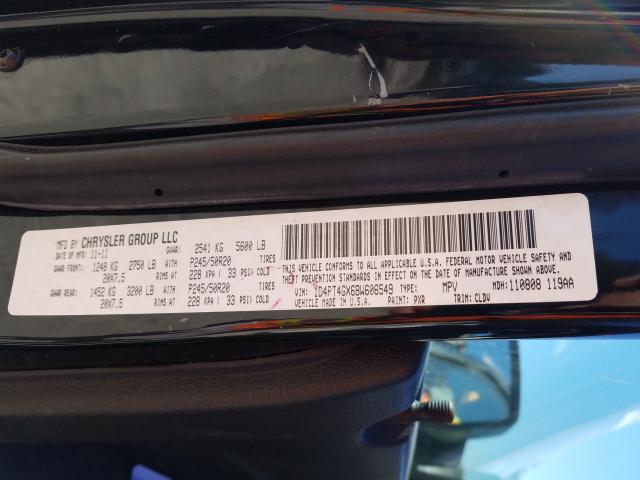 MFD BY CHRYSLER GROUP LLC
DATE OF MFR: 11-11 GVWR: 2541 KG 5600 LB
GAWR FRONT: 1248 KG 2750 LB WITH P245/50R20 TIRES
20X7.5 RIMS AT 228 KPA ( 33 PSI) COLD
GAWR REAR: 1452 KG 3200 LB WITH P245/50R20 TIRES
20X7.5 RIMS AT 228 KPA ( 33 PSI) COLD
THIS VEHICLE CONFORMS TO ALL APPLICABLE U.S.A. FEDERAL MOTOR VEHICLE SAFETY AND
THEFT PREVENTION STANDARDS IN EFFECT ON THE DATE OF MANUFACTURE SHOWN ABOVE.
VIN: 1D4PT4GX6BW606549 TYPE: MPV MDH: 110808 119AA
VEHICLE MADE IN U.S.A. PAINT: PXR TRIM: CLDV